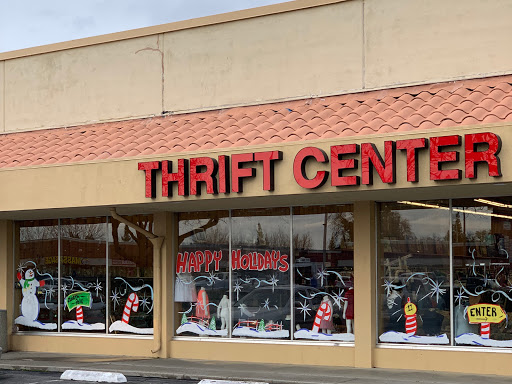 THRIFT CENTER
HAPPY HOLIDAYS
ENTER